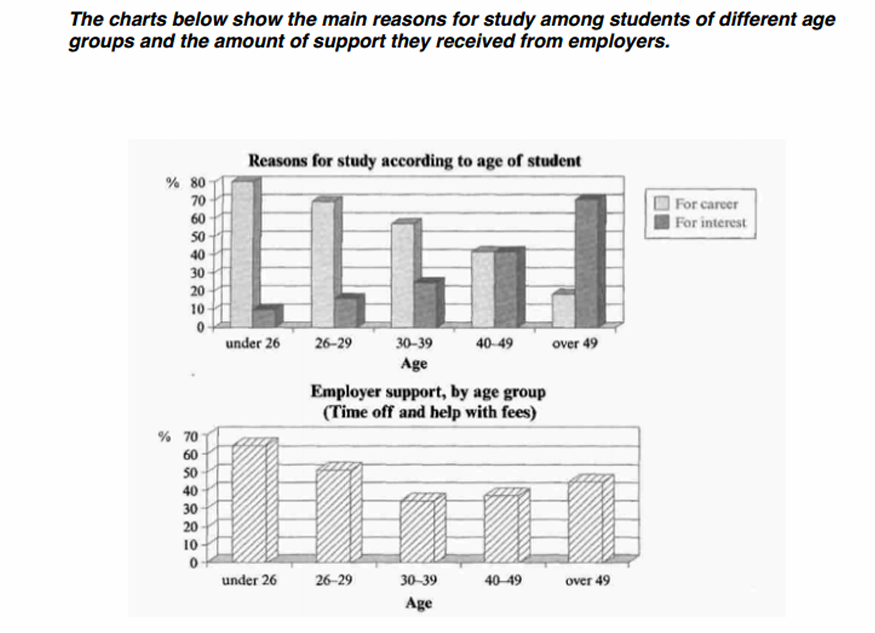 The charts below show the main reasons for study among students of different age
groups and the amount of support they received from employers.
Reasons for study according to age of student
% 80
70
60
50
40
30
20
10
0
For career
For interest
under 26 26–29 30–39 40–49 over 49
Age
Employer support, by age group
(Time off and help with fees)
% 70
60
50
40
30
20
10
0
under 26 26–29 30–39 40–49 over 49
Age